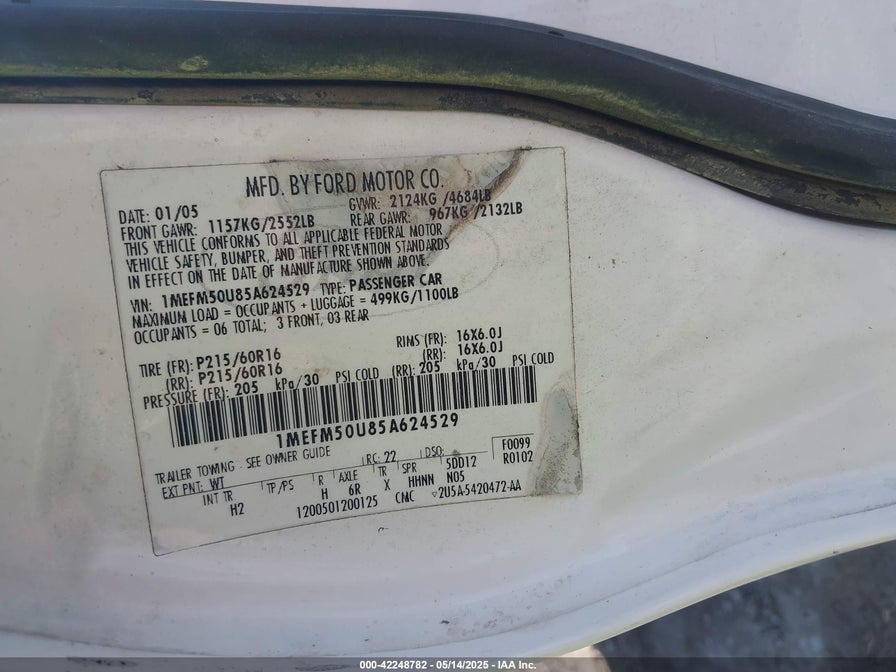 MFD. BY FORD MOTOR CO.
DATE: 01/05 GVWR: 2124KG /4684LB
FRONT GAWR: 1157KG/2552LB REAR GAWR: 967KG /2132LB
THIS VEHICLE CONFORMS TO ALL APPLICABLE FEDERAL MOTOR
VEHICLE SAFETY, BUMPER, AND THEFT PREVENTION STANDARDS
IN EFFECT ON THE DATE OF MANUFACTURE SHOWN ABOVE.
VIN: 1MEFM50U85A624529 TYPE: PASSENGER CAR
MAXIMUM LOAD = OCCUPANTS + LUGGAGE = 499KG/1100LB
OCCUPANTS = 06 TOTAL; 3 FRONT, 03 REAR
TIRE (FR): P215/60R16 RIMS (FR): 16X6.0J
(RR): P215/60R16 (RR): 16X6.0J
PRESSURE (FR): 205 kPa/30 PSI COLD (RR): 205 kPa/30 PSI COLD
1MEFM50U85A624529
TRAILER TOWING - SEE OWNER GUIDE
EXT PNT: WT RC: 22 DSO: F0099
INT TR TP/PS R AXLE TR SPR 5DD12 R0102
H2 H 6R X HHNN N05
1200501200125 CMC ▽2U5A-5420472-AA
000-42248782 - 05/14/2025 - IAA Inc.